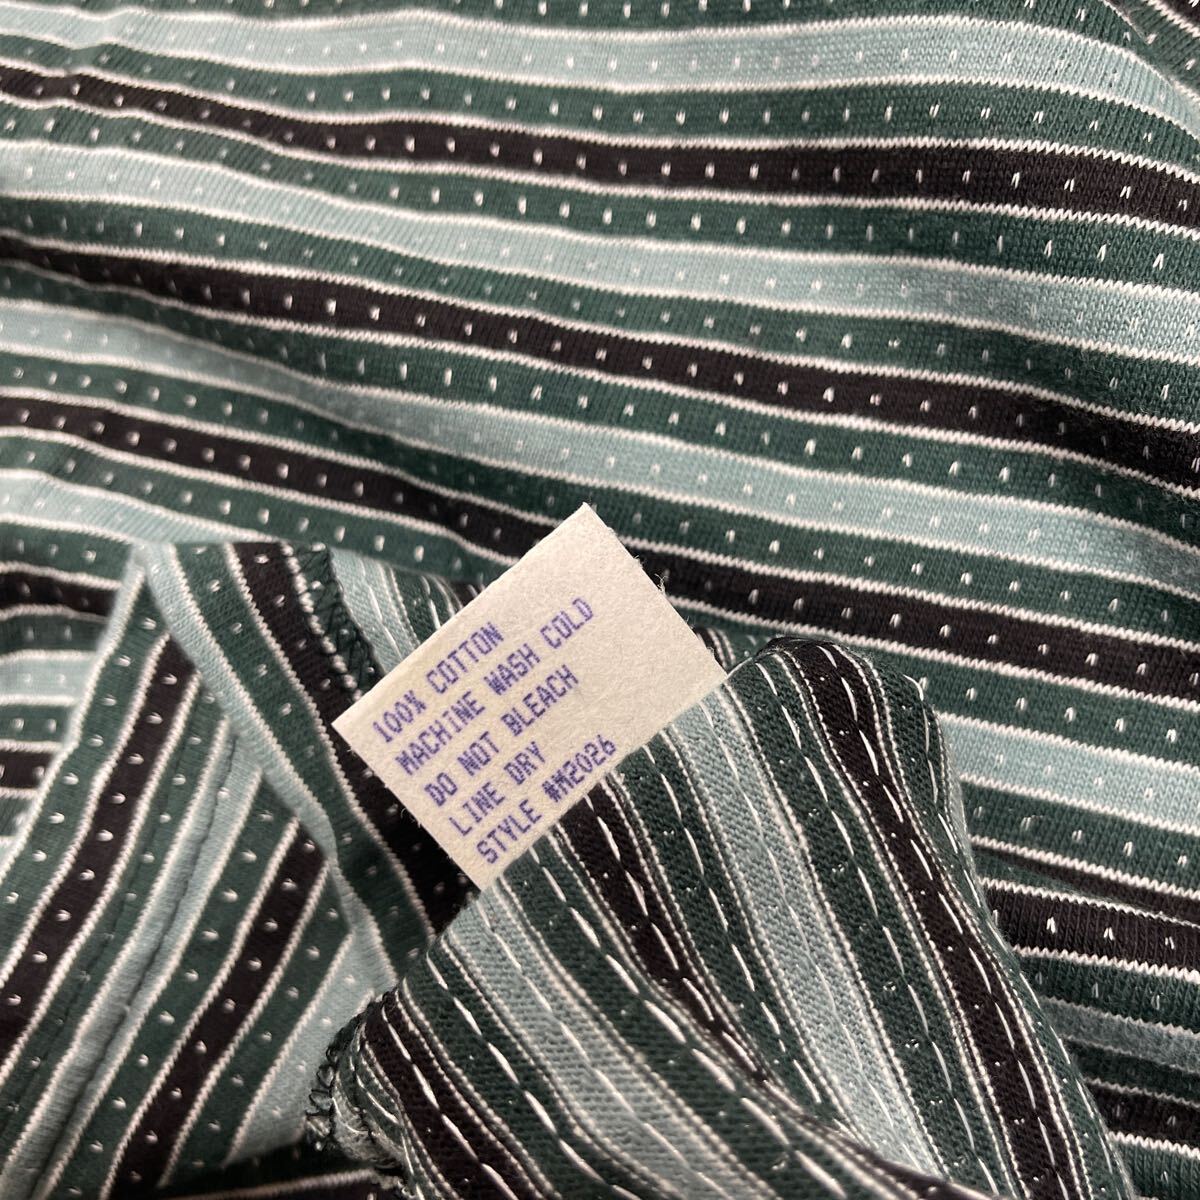 100% COTTON
MACHINE WASH COLD
DO NOT BLEACH
LINE DRY
STYLE #M2026